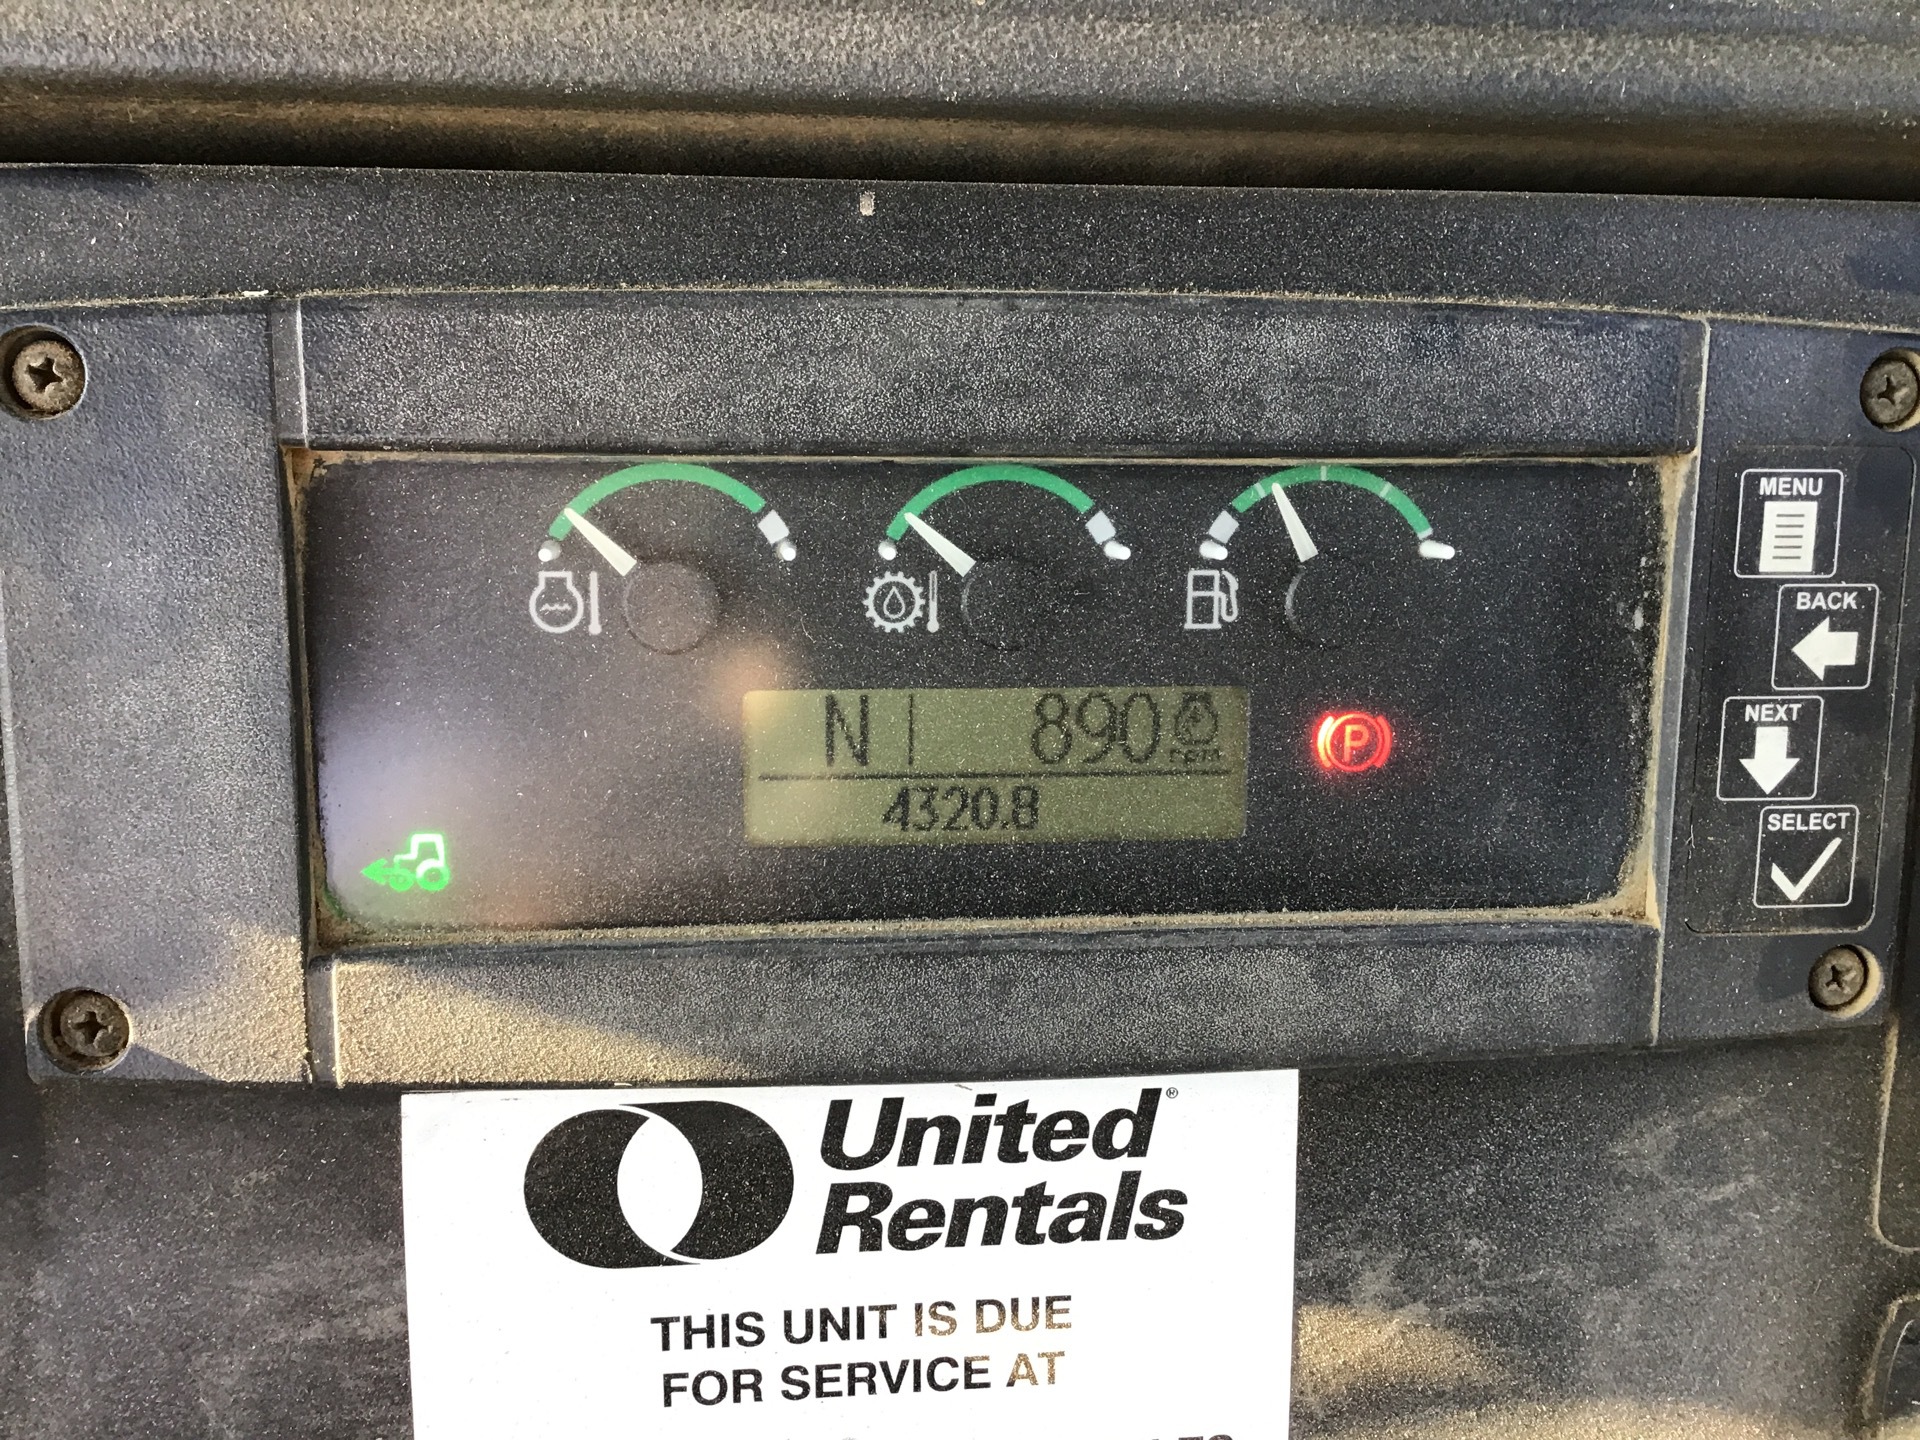 MENU
BACK
NEXT
SELECT
N 890
rpm
4320.8
P
United®
Rentals
THIS UNIT IS DUE
FOR SERVICE AT